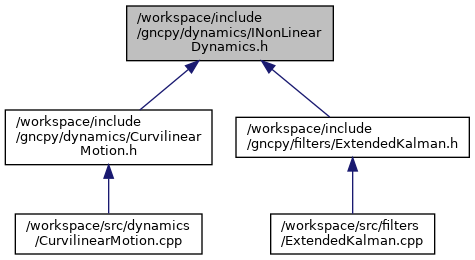 /workspace/include
/gncpy/dynamics/INonLinear
Dynamics.h
/workspace/include
/gncpy/dynamics/Curvilinear
Motion.h
/workspace/include
/gncpy/filters/ExtendedKalman.h
/workspace/src/dynamics
/CurvilinearMotion.cpp
/workspace/src/filters
/ExtendedKalman.cpp